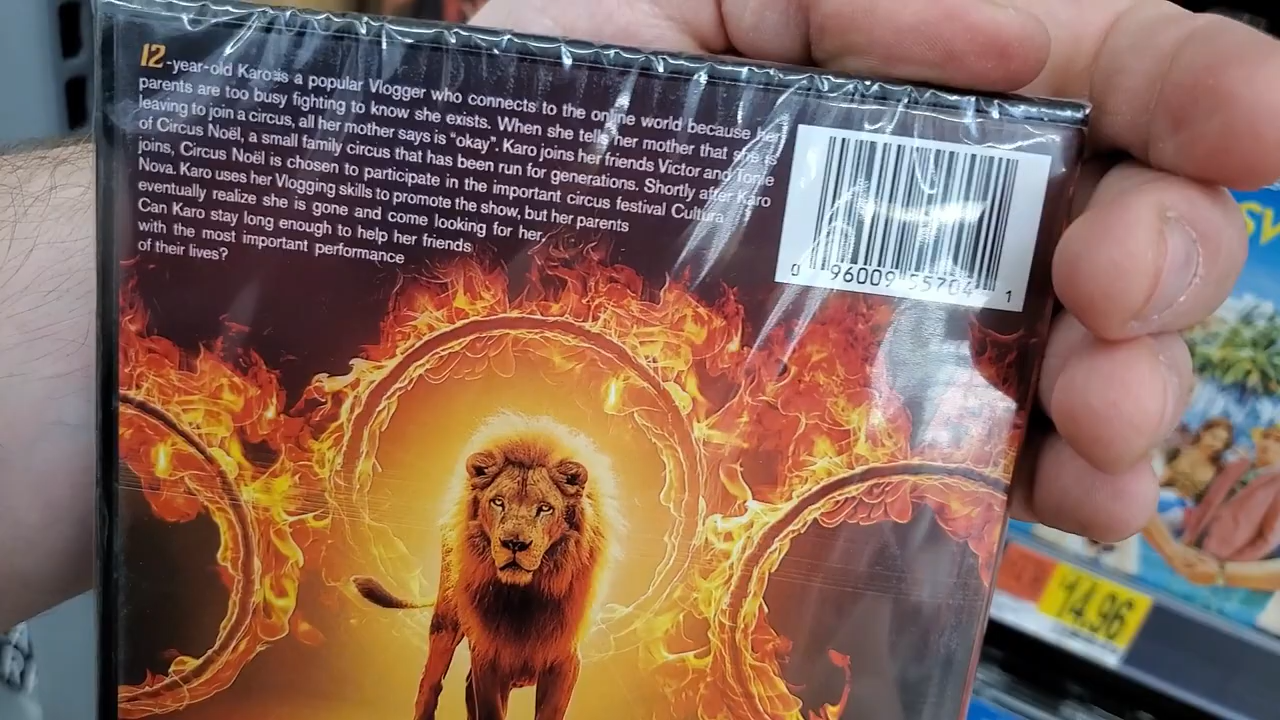 12-year-old Karo is a popular Vlogger who connects to the online world because her
parents are too busy fighting to know she exists. When she tells her mother that she is
leaving to join a circus, all her mother says is “okay”. Karo joins her friends Victor and
of Circus Noël, a small family circus that has been run for generations. Shortly after Karo
joins, Circus Noël is chosen to participate in the important circus festival Cultura
Nova. Karo uses her Vlogging skills to promote the show, but her parents
eventually realize she is gone and come looking for her.
Can Karo stay long enough to help her friends
with the most important performance
of their lives?
0 96009 55704 1
14.96